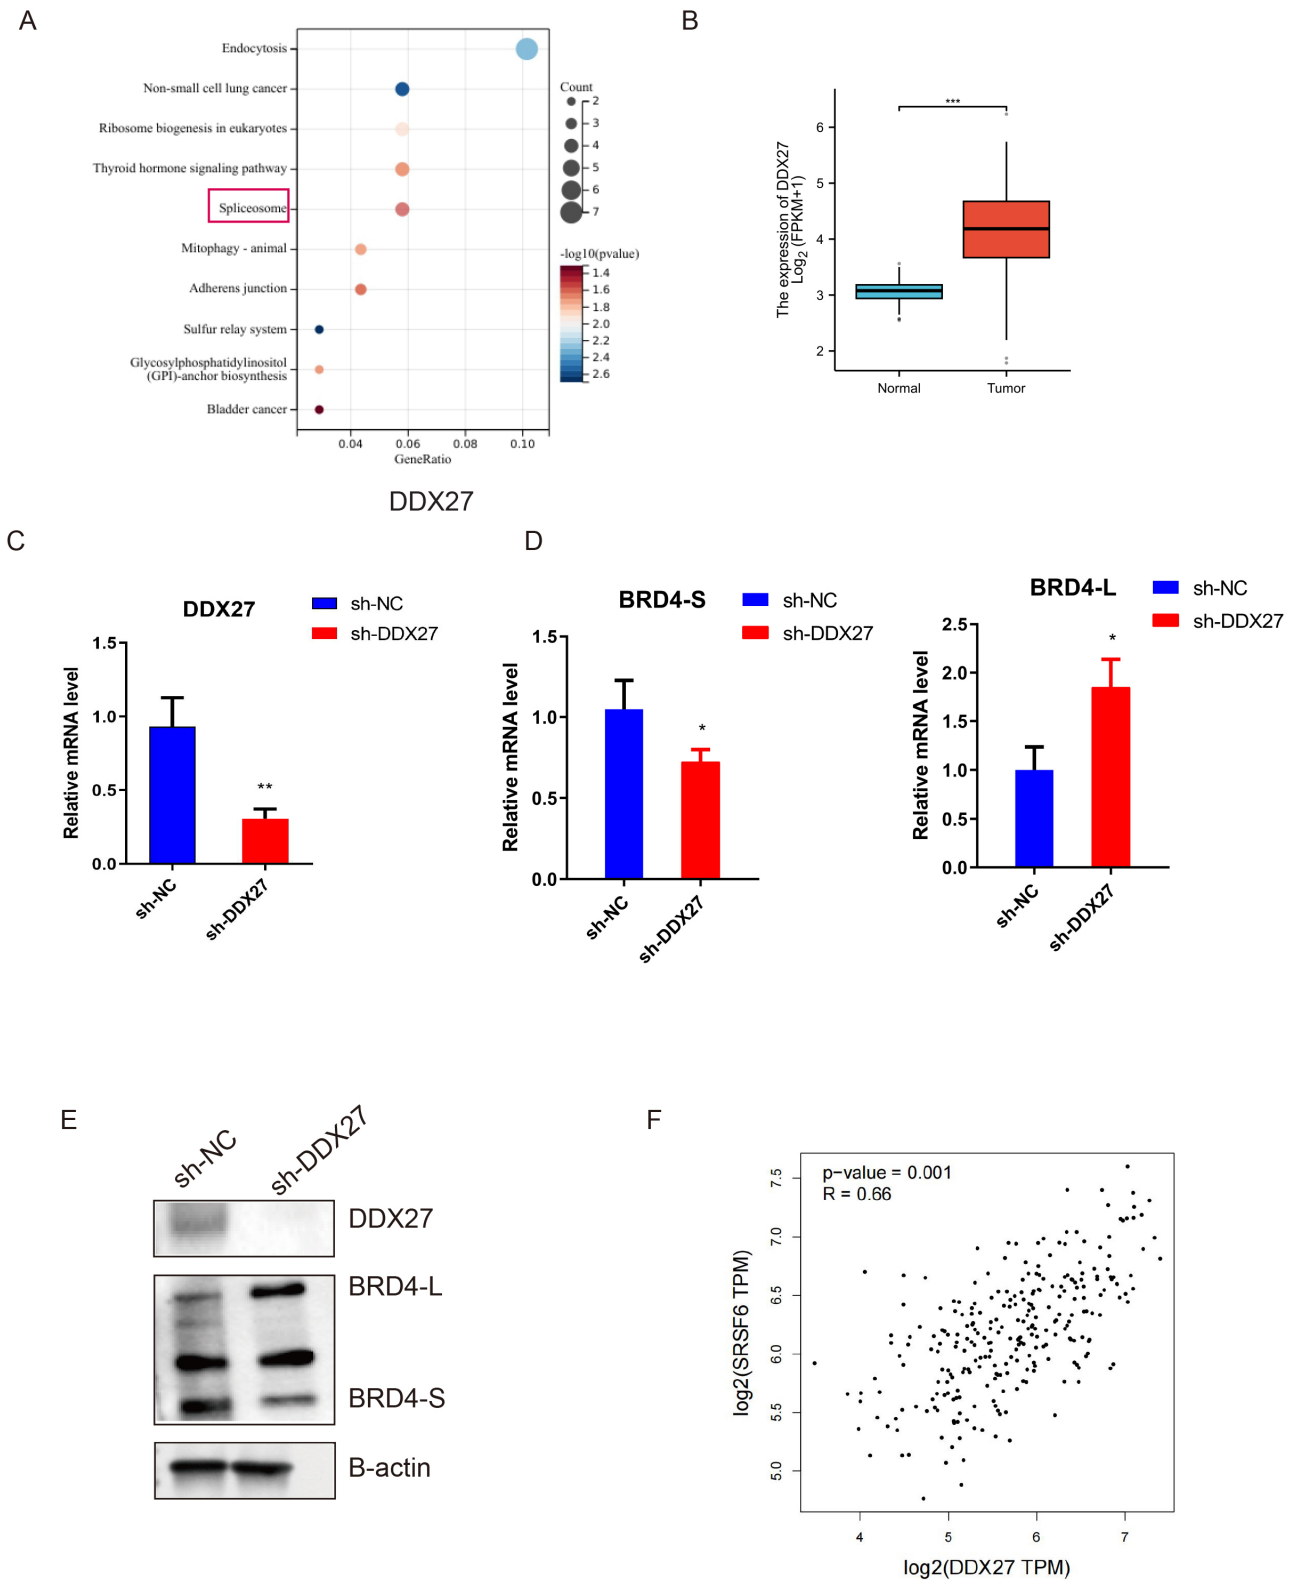 A
Endocytosis
Non-small cell lung cancer
Ribosome biogenesis in eukaryotes
Thyroid hormone signaling pathway
Spliceosome
Mitophagy - animal
Adherens junction
Sulfur relay system
Glycosylphosphatidylinositol
(GPI)-anchor biosynthesis
Bladder cancer
0.04 0.06 0.08 0.10
GeneRatio
Count
2
3
4
5
6
7
-log10(pvalue)
1.4
1.6
1.8
2.0
2.2
2.4
2.6
DDX27
B
***
The expression of DDX27
Log2 (FPKM+1)
6
5
4
3
2
Normal Tumor
C
DDX27
sh-NC
sh-DDX27
Relative mRNA level
1.5
1.0
0.5
0.0
**
sh-NC
sh-DDX27
D
BRD4-S
sh-NC
sh-DDX27
Relative mRNA level
1.5
1.0
0.5
0.0
*
sh-NC
sh-DDX27
BRD4-L
sh-NC
sh-DDX27
Relative mRNA level
2.5
2.0
1.5
1.0
0.5
0.0
*
sh-NC
sh-DDX27
E
sh-NC
sh-DDX27
DDX27
BRD4-L
BRD4-S
B-actin
F
p-value = 0.001
R = 0.66
log2(SRSF6 TPM)
7.5
7.0
6.5
6.0
5.5
5.0
4 5 6 7
log2(DDX27 TPM)